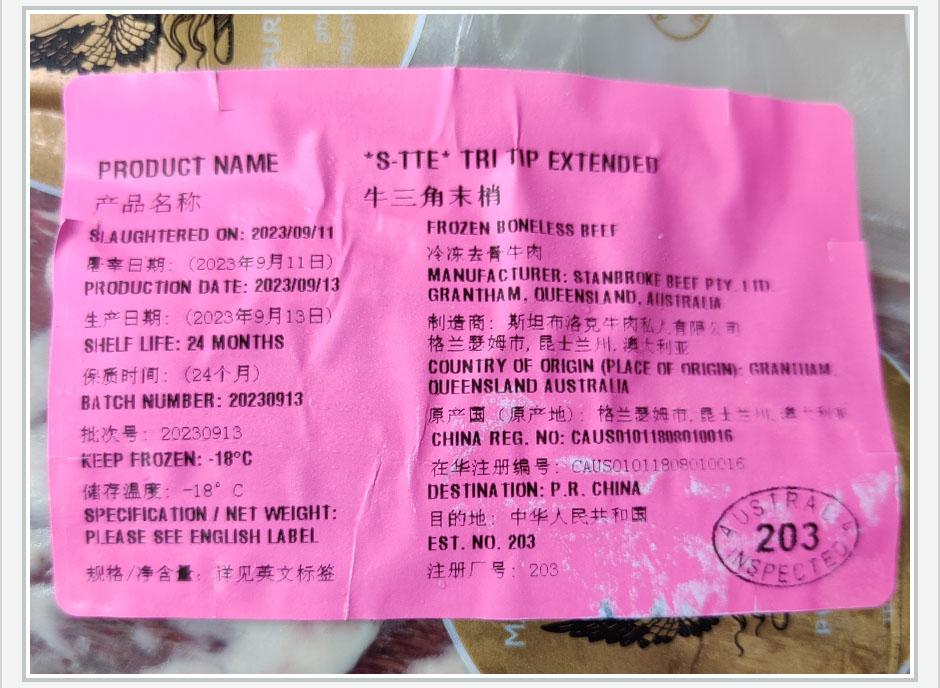 PRODUCT NAME
*S-TTE* TRI TIP EXTENDED
产品名称
牛三角末梢
SLAUGHTERED ON: 2023/09/11
屠宰日期: (2023年9月11日)
PRODUCTION DATE: 2023/09/13
生产日期: (2023年9月13日)
SHELF LIFE: 24 MONTHS
保质时间: (24个月)
BATCH NUMBER: 20230913
批次号: 20230913
KEEP FROZEN: -18°C
储存温度: -18° C
SPECIFICATION / NET WEIGHT:
PLEASE SEE ENGLISH LABEL
规格/净含量: 详见英文标签
FROZEN BONELESS BEEF
冷冻去骨牛肉
MANUFACTURER: STANBROKE BEEF PTY. LTD.
GRANTHAM, QUEENSLAND, AUSTRALIA
制造商: 斯坦布洛克牛肉私人有限公司
格兰瑟姆市, 昆士兰州, 澳大利亚
COUNTRY OF ORIGIN (PLACE OF ORIGIN): GRANTHAM
QUEENSLAND AUSTRALIA
原产国 (原产地): 格兰瑟姆市, 昆士兰州, 澳大利亚
CHINA REG. NO: CAUS01011808010016
在华注册编号: CAUS01011808010016
DESTINATION: P.R. CHINA
目的地: 中华人民共和国
EST. NO. 203
注册厂号: 203
AUSTRALIA
203
INSPECTED